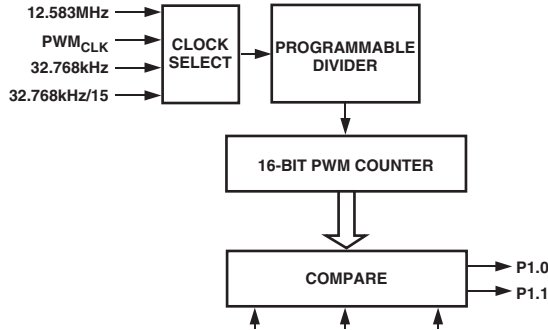 12.583MHz
PWMCLK
32.768kHz
32.768kHz/15
CLOCK
SELECT
PROGRAMMABLE
DIVIDER
16-BIT PWM COUNTER
COMPARE
P1.0
P1.1